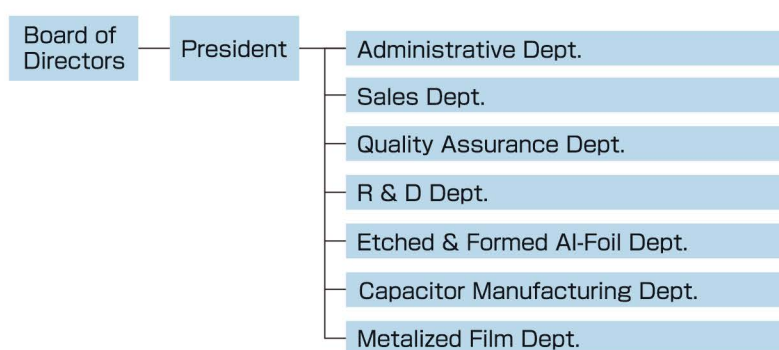 Board of
Directors
President
Administrative Dept.
Sales Dept.
Quality Assurance Dept.
R & D Dept.
Etched & Formed Al-Foil Dept.
Capacitor Manufacturing Dept.
Metalized Film Dept.